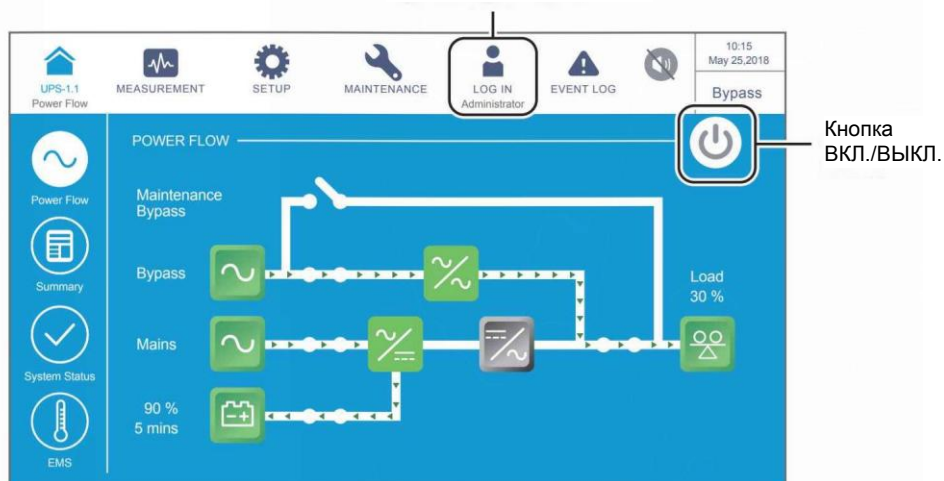 10:15
May 25,2018
UPS-1.1
Power Flow
MEASUREMENT
SETUP
MAINTENANCE
LOG IN
Administrator
EVENT LOG
Bypass
Кнопка
ВКЛ./ВЫКЛ.
POWER FLOW
Power Flow
Maintenance
Bypass
Bypass
Summary
Load
30 %
Mains
System Status
90 %
5 mins
EMS